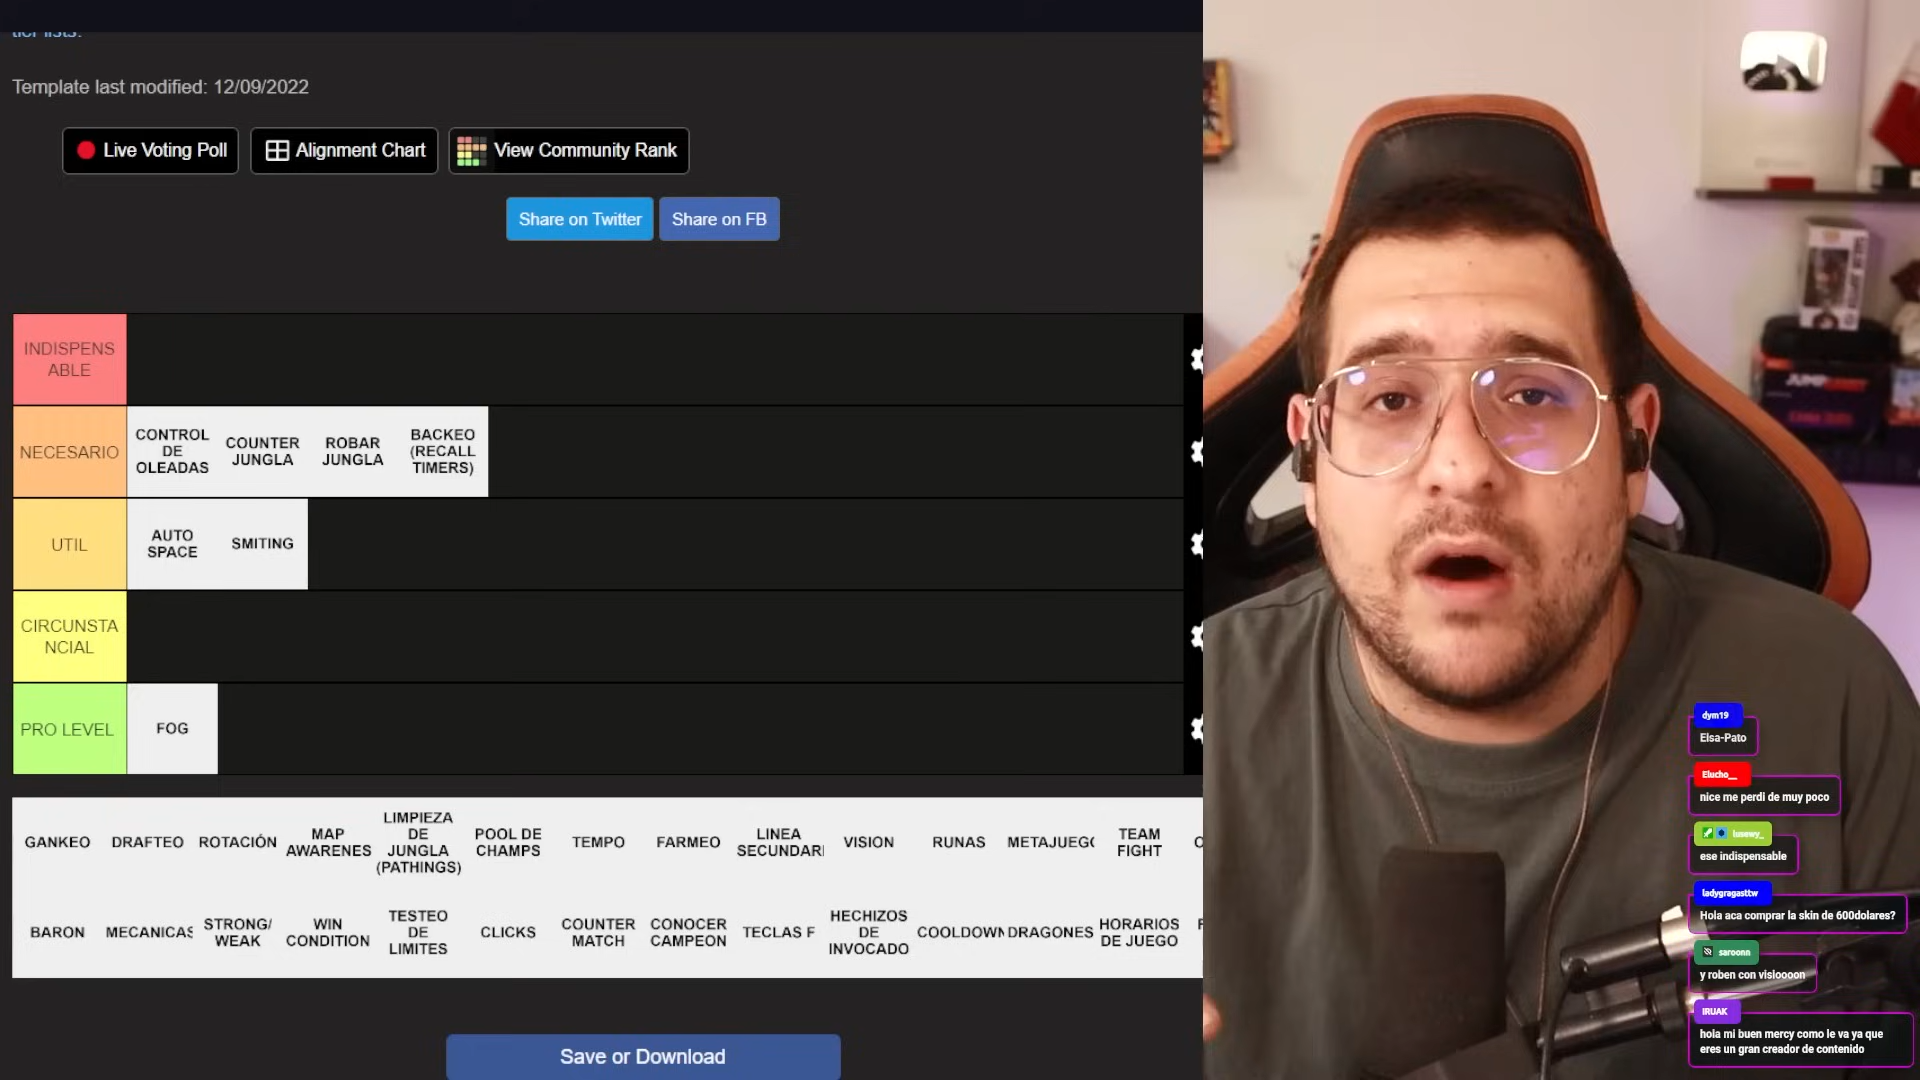 tier lists.
Template last modified: 12/09/2022
Live Voting Poll
Alignment Chart
View Community Rank
Share on Twitter
Share on FB
INDISPENS
ABLE
NECESARIO
CONTROL
DE
OLEADAS
COUNTER
JUNGLA
ROBAR
JUNGLA
BACKEO
(RECALL
TIMERS)
UTIL
AUTO
SPACE
SMITING
CIRCUNSTA
NCIAL
PRO LEVEL
FOG
GANKEO
DRAFTEO
ROTACIÓN
MAP
AWARENES
LIMPIEZA
DE
JUNGLA
(PATHINGS)
POOL DE
CHAMPS
TEMPO
FARMEO
LINEA
SECUNDARI
VISION
RUNAS
METAJUEGO
TEAM
FIGHT
BARON
MECANICAS
STRONG/
WEAK
WIN
CONDITION
TESTEO
DE
LIMITES
CLICKS
COUNTER
MATCH
CONOCER
CAMPEON
TECLAS F
HECHIZOS
DE
INVOCADO
COOLDOWN
DRAGONES
HORARIOS
DE JUEGO
Save or Download
dym19
Elsa-Pato
Elucho__
nice me perdi de muy poco
lusewy_
ese indispensable
ladygragasttw
Hola aca comprar la skin de 600dolares?
saroonn
y roben con visioooon
IRUAK
hola mi buen mercy como le va ya que
eres un gran creador de contenido